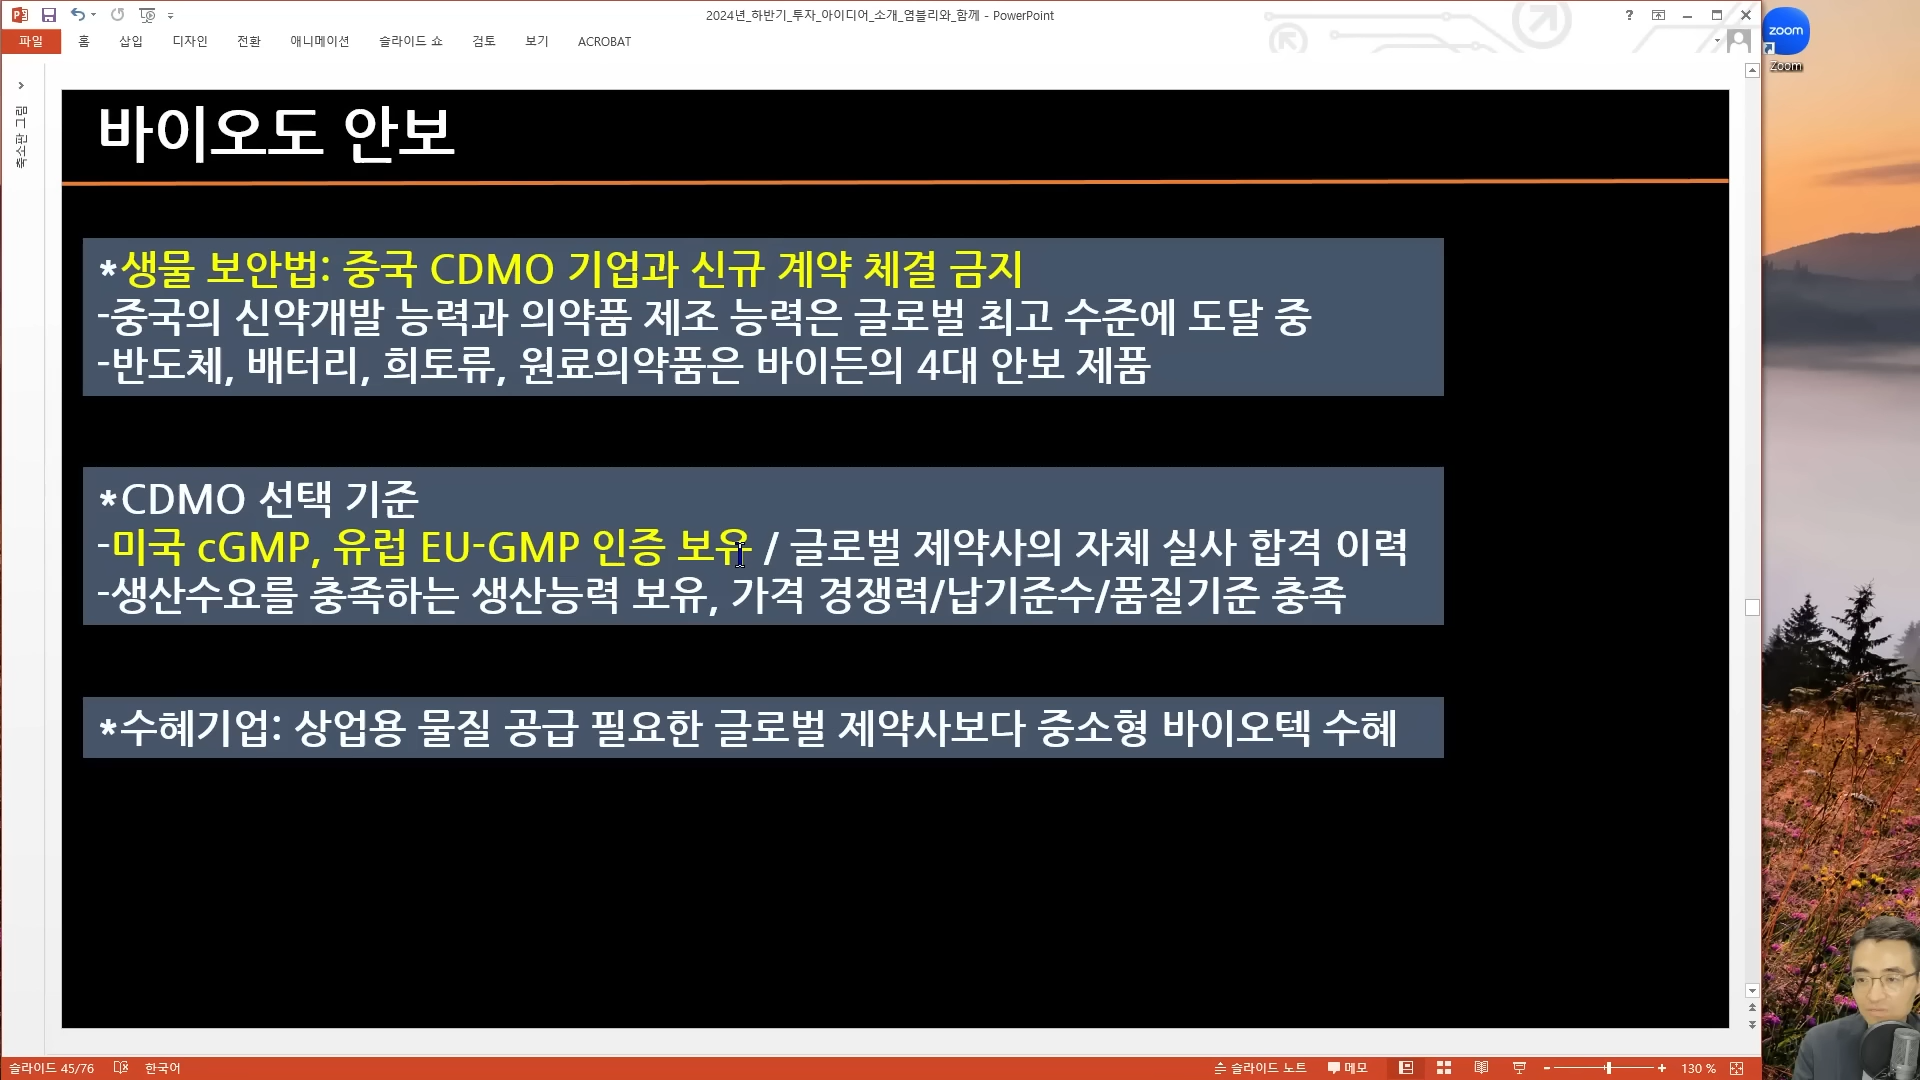 2024년_하반기_투자_아이디어_소개_염블리와_함께 - PowerPoint
?
파일 홈 삽입 디자인 전환 애니메이션 슬라이드 쇼 검토 보기 ACROBAT
zoom
Zoom
축소판 그림
바이오도 안보
*생물 보안법: 중국 CDMO 기업과 신규 계약 체결 금지
-중국의 신약개발 능력과 의약품 제조 능력은 글로벌 최고 수준에 도달 중
-반도체, 배터리, 희토류, 원료의약품은 바이든의 4대 안보 제품
*CDMO 선택 기준
-미국 cGMP, 유럽 EU-GMP 인증 보유 / 글로벌 제약사의 자체 실사 합격 이력
-생산수요를 충족하는 생산능력 보유, 가격 경쟁력/납기준수/품질기준 충족
*수혜기업: 상업용 물질 공급 필요한 글로벌 제약사보다 중소형 바이오텍 수혜
슬라이드 45/76 한국어 슬라이드 노트 메모 130 %